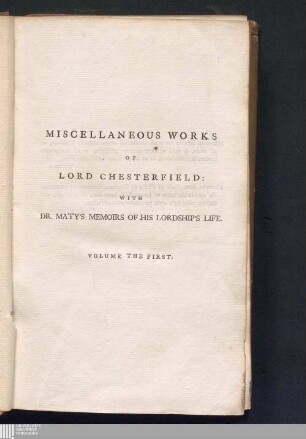 MISCELLANEOUS WORKS
OF
LORD CHESTERFIELD:
WITH
DR. MATY'S MEMOIRS OF HIS LORDSHIP'S LIFE.
VOLUME THE FIRST.